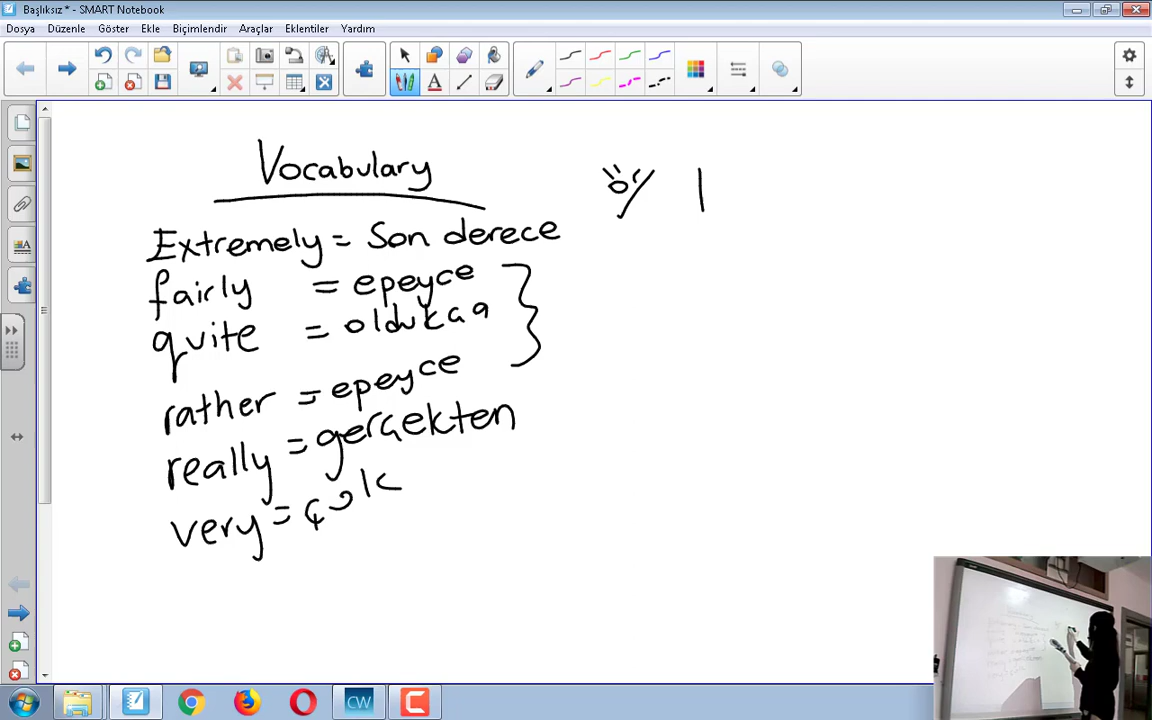 Başlıksız * - SMART Notebook
Dosya Düzenle Göster Ekle Biçimlendir Araçlar Eklentiler Yardım
Vocabulary
Extremely = Son derece
fairly = epeyce
quite = oldukça
rather = epeyce
really = gerçekten
very = çok
CW